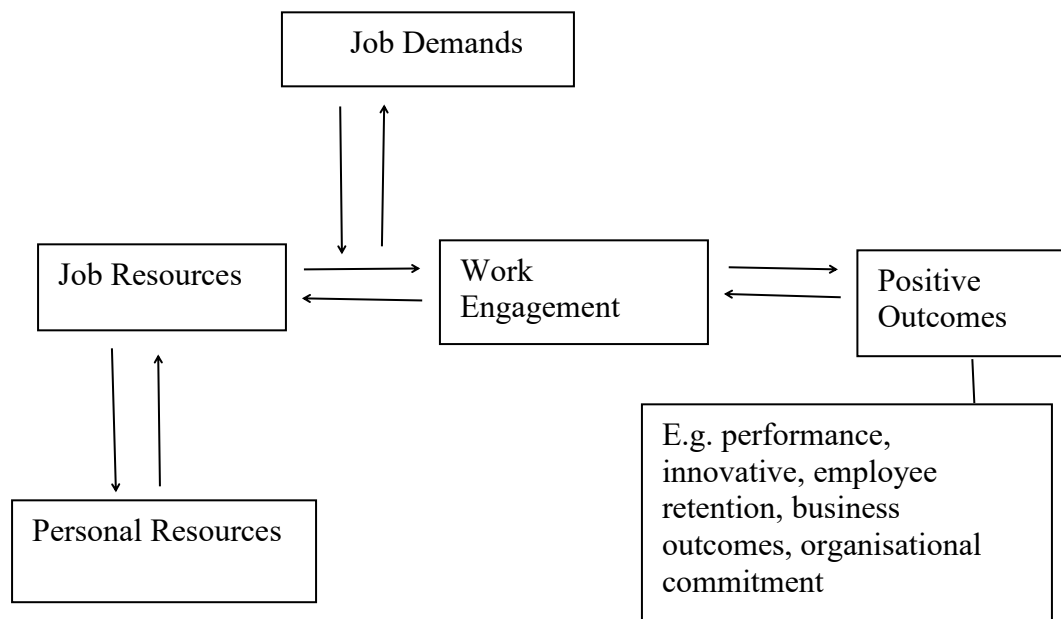 Job Demands
Job Resources
Work
Engagement
Positive
Outcomes
E.g. performance,
innovative, employee
retention, business
outcomes, organisational
commitment
Personal Resources